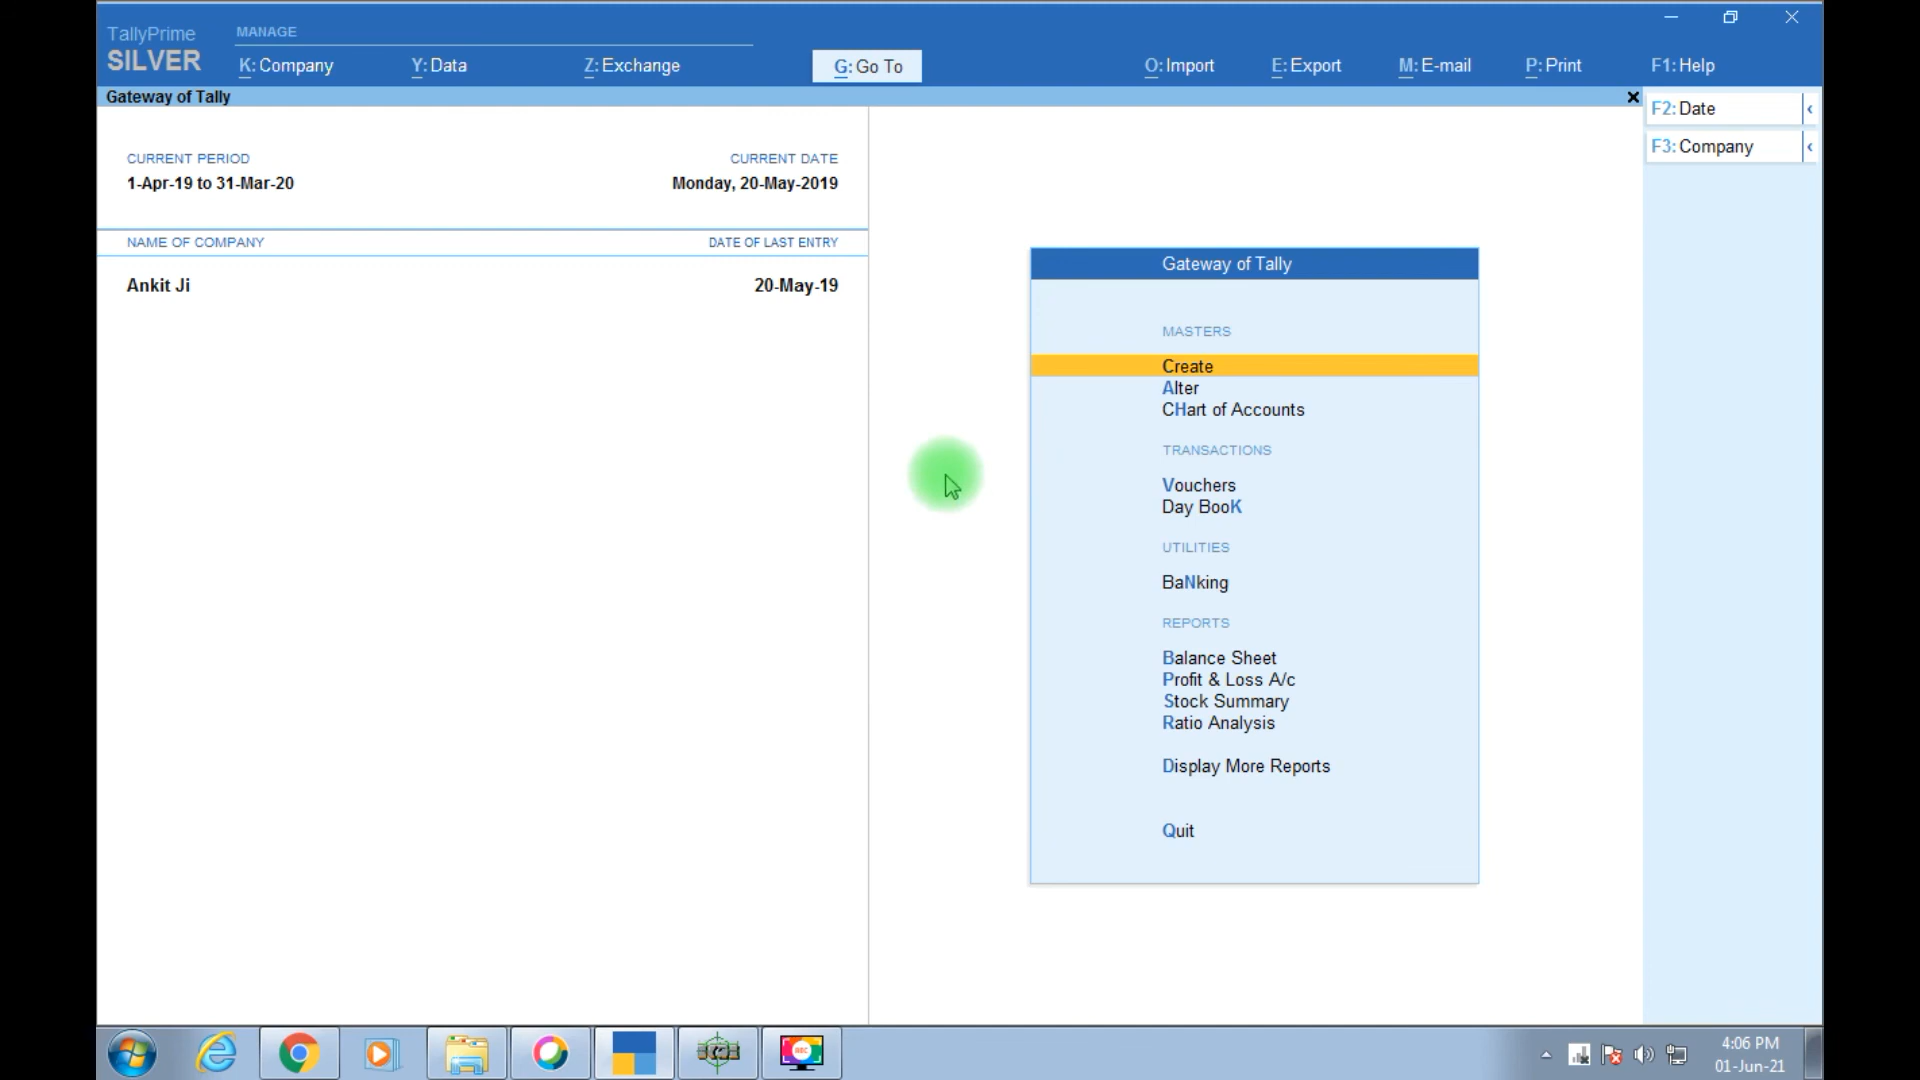 TallyPrime
SILVER
MANAGE
K: Company
Y: Data
Z: Exchange
G: Go To
O: Import
E: Export
M: E-mail
P: Print
F1: Help
Gateway of Tally
F2: Date
F3: Company
CURRENT PERIOD
CURRENT DATE
1-Apr-19 to 31-Mar-20
Monday, 20-May-2019
NAME OF COMPANY
DATE OF LAST ENTRY
Ankit Ji
20-May-19
Gateway of Tally
MASTERS
Create
Alter
CHart of Accounts
TRANSACTIONS
Vouchers
Day BooK
UTILITIES
BaNking
REPORTS
Balance Sheet
Profit & Loss A/c
Stock Summary
Ratio Analysis
Display More Reports
Quit
4:06 PM
01-Jun-21